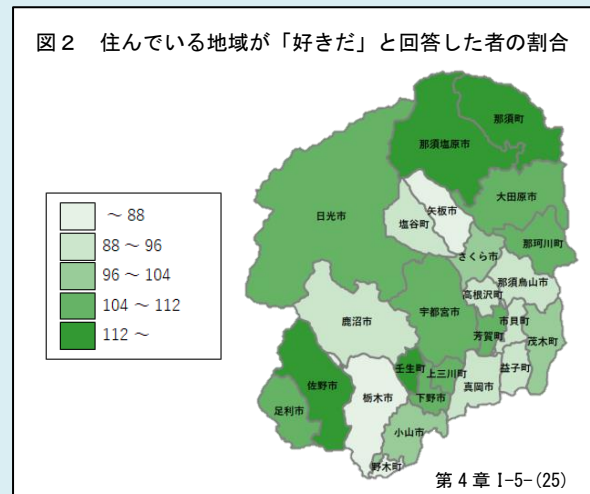 図２ 住んでいる地域が「好きだ」と回答した者の割合
～ 88
88 ～ 96
96 ～ 104
104 ～ 112
112 ～
那須町
那須塩原市
大田原市
日光市
矢板市
塩谷町
那珂川町
さくら市
那須烏山市
高根沢町
宇都宮市
鹿沼市
市貝町
芳賀町
茂木町
壬生町
上三川町
益子町
真岡市
佐野市
栃木市
下野市
足利市
小山市
野木町
第４章 Ⅰ-5-(25)